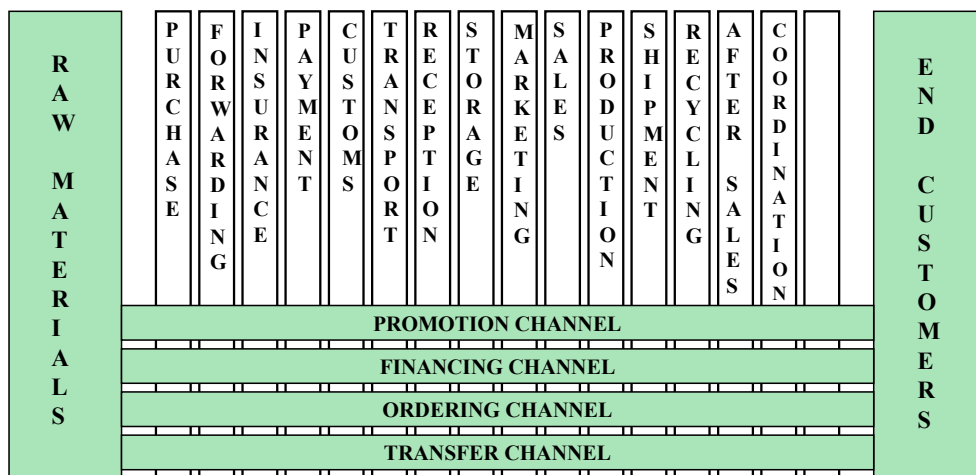 RAW MATERIALS
PURCHASE
FORWARDING
INSURANCE
PAYMENT
CUSTOMS
TRANSPORT
RECEPTION
STORAGE
MARKETING
SALES
PRODUCTION
SHIPMENT
RECYCLING
AFTER SALES
COORDINATION
END CUSTOMERS
PROMOTION CHANNEL
FINANCING CHANNEL
ORDERING CHANNEL
TRANSFER CHANNEL